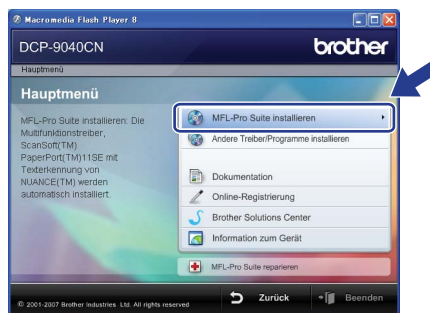 Macromedia Flash Player 8
DCP-9040CN
brother
Hauptmenü
Hauptmenü
MFL-Pro Suite installieren: Die
Multifunktionstreiber,
ScanSoft(TM)
PaperPort(TM)11SE mit
Texterkennung von
NUANCE(TM) werden
automatisch installiert.
MFL-Pro Suite installieren
Andere Treiber/Programme installieren
Dokumentation
Online-Registrierung
Brother Solutions Center
Information zum Gerät
MFL-Pro Suite reparieren
© 2001-2007 Brother Industries. Ltd. All rights reserved
Zurück
Beenden